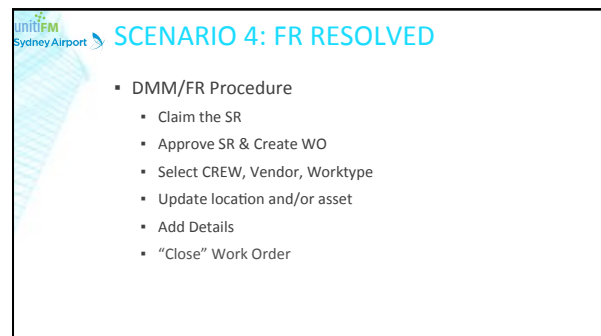 unitiFM
Sydney Airport
SCENARIO 4: FR RESOLVED
▪ DMM/FR Procedure
▪ Claim the SR
▪ Approve SR & Create WO
▪ Select CREW, Vendor, Worktype
▪ Update location and/or asset
▪ Add Details
▪ “Close” Work Order